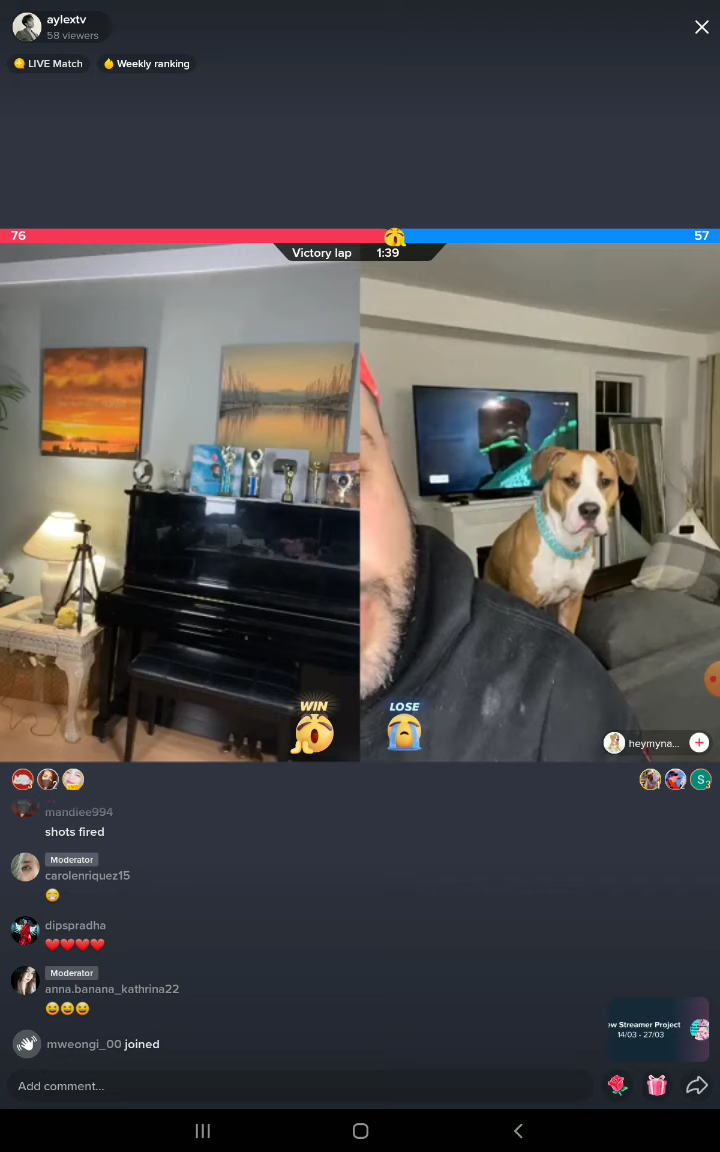 aylextv
58 viewers
LIVE Match
Weekly ranking
76
57
Victory lap 1:39
WIN
LOSE
heymyna...
S
mandiee994
shots fired
Moderator
carolenriquez15
dipspradha
Moderator
anna.banana_kathrina22
ew Streamer Project
14/03 - 27/03
mweongi_00 joined
Add comment...